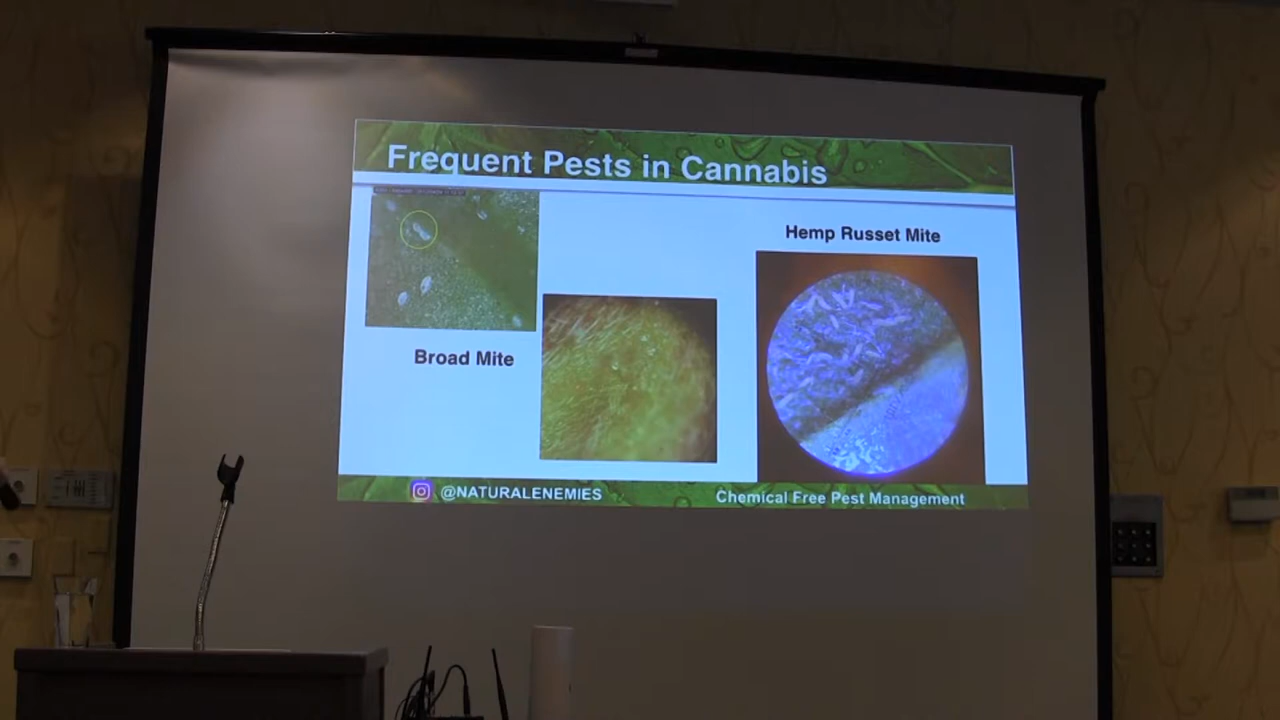 Frequent Pests in Cannabis
Hemp Russet Mite
Broad Mite
@NATURALENEMIES
Chemical Free Pest Management